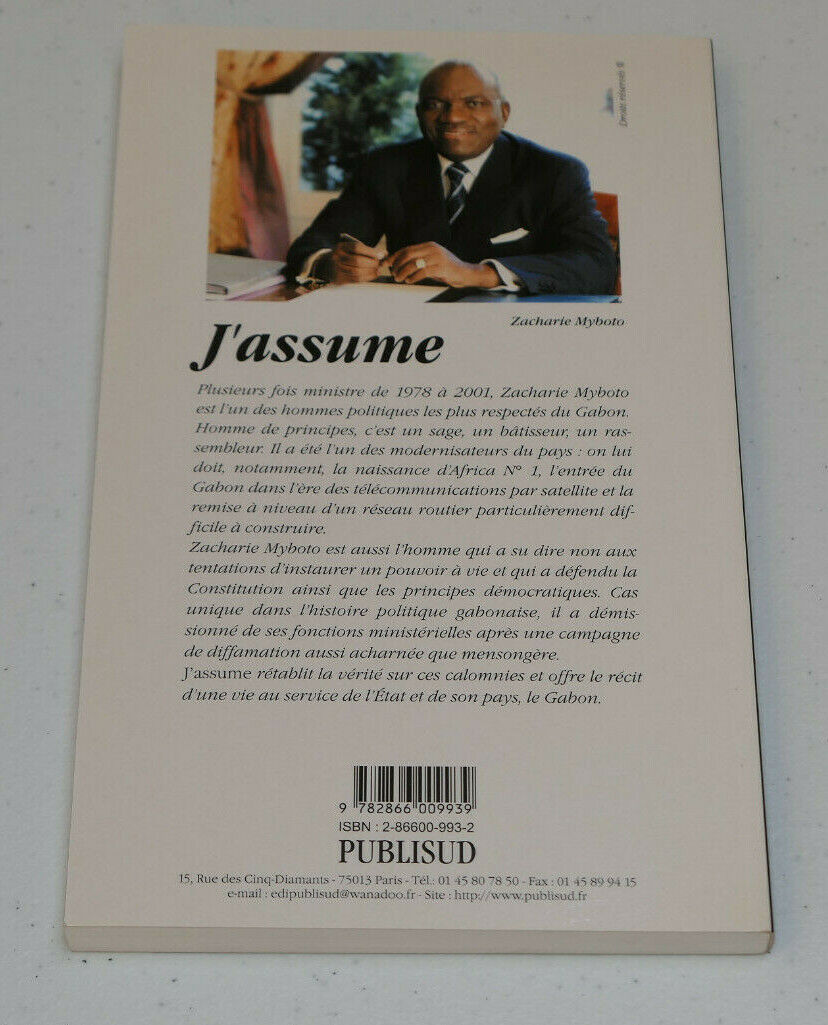 Droits réservés ®
Zacharie Myboto
J'assume
Plusieurs fois ministre de 1978 à 2001, Zacharie Myboto
est l'un des hommes politiques les plus respectés du Gabon.
Homme de principes, c'est un sage, un bâtisseur, un ras-
sembleur. Il a été l'un des modernisateurs du pays : on lui
doit, notamment, la naissance d'Africa N° 1, l'entrée du
Gabon dans l'ère des télécommunications par satellite et la
remise à niveau d'un réseau routier particulièrement dif-
ficile à construire.
Zacharie Myboto est aussi l'homme qui a su dire non aux
tentations d'instaurer un pouvoir à vie et qui a défendu la
Constitution ainsi que les principes démocratiques. Cas
unique dans l'histoire politique gabonaise, il a démis-
sionné de ses fonctions ministérielles après une campagne
de diffamation aussi acharnée que mensongère.
J'assume rétablit la vérité sur ces calomnies et offre le récit
d'une vie au service de l'État et de son pays, le Gabon.
9 782866 009939
ISBN : 2-86600-993-2
PUBLISUD
15, Rue des Cinq-Diamants - 75013 Paris - Tél.: 01 45 80 78 50 - Fax : 01 45 89 94 15
e-mail : edipublisud@wanadoo.fr - Site : http://www.publisud.fr